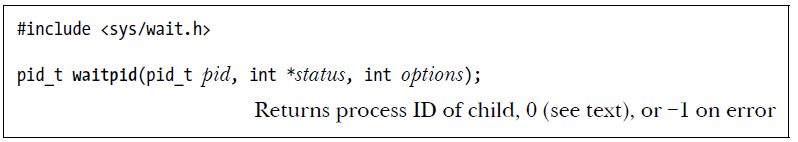 #include <sys/wait.h>
pid_t waitpid(pid_t pid, int *status, int options);
Returns process ID of child, 0 (see text), or −1 on error